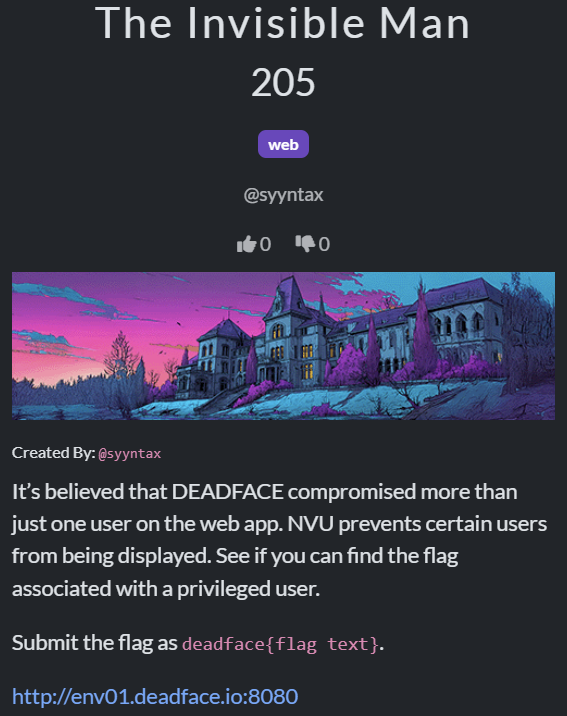 The Invisible Man
205
web
@syyntax
0 0
Created By: @syyntax
It’s believed that DEADFACE compromised more than
just one user on the web app. NVU prevents certain users
from being displayed. See if you can find the flag
associated with a privileged user.
Submit the flag as deadface{flag text}.
http://env01.deadface.io:8080